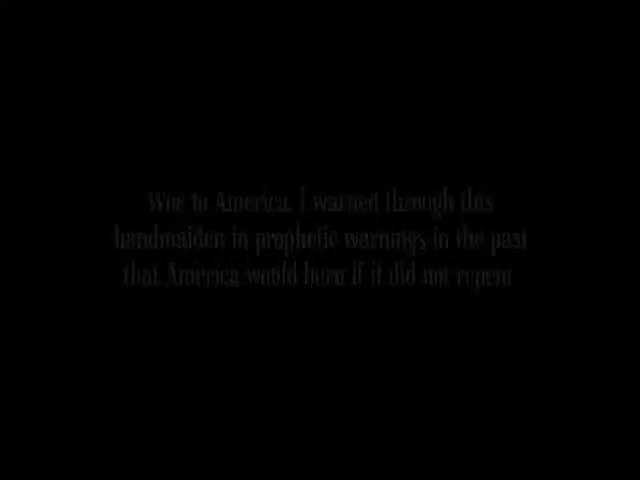 Woe to America. I warned through this
handmaiden in prophetic warnings in the past
that America would burn if it did not repent